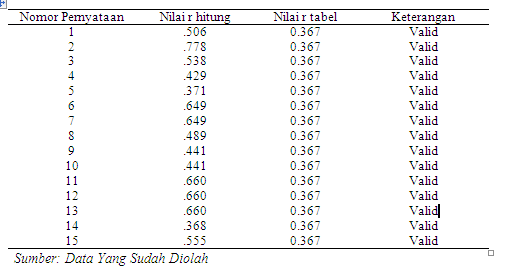 Nomor Pernyataan Nilai r hitung Nilai r tabel Keterangan
1 .506 0.367 Valid
2 .778 0.367 Valid
3 .538 0.367 Valid
4 .429 0.367 Valid
5 .371 0.367 Valid
6 .649 0.367 Valid
7 .649 0.367 Valid
8 .489 0.367 Valid
9 .441 0.367 Valid
10 .441 0.367 Valid
11 .660 0.367 Valid
12 .660 0.367 Valid
13 .660 0.367 Valid
14 .368 0.367 Valid
15 .555 0.367 Valid
Sumber: Data Yang Sudah Diolah